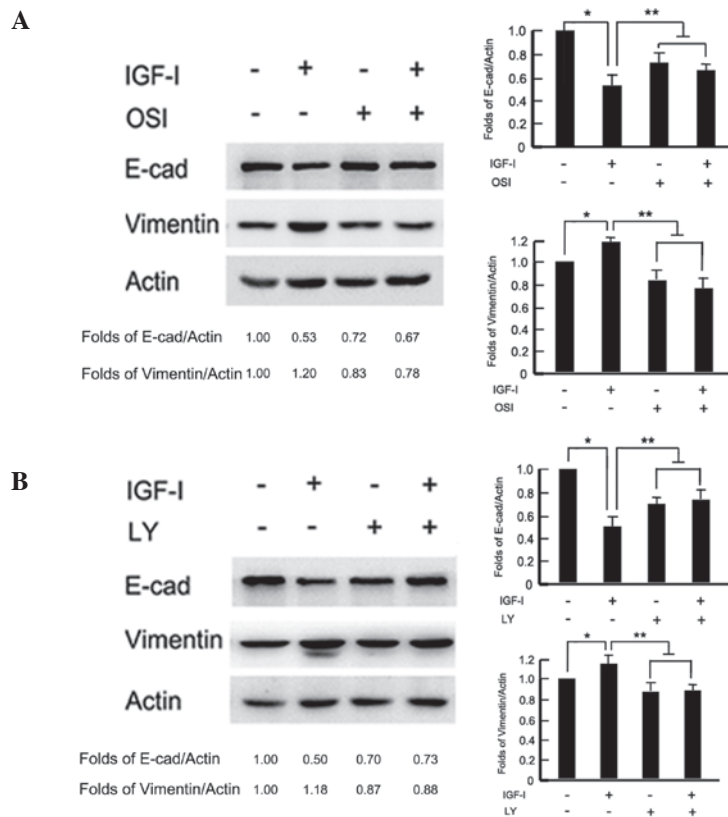 A
IGF-I - + - +
OSI - - + +
E-cad
Vimentin
Actin
Folds of E-cad/Actin 1.00 0.53 0.72 0.67
Folds of Vimentin/Actin 1.00 1.20 0.83 0.78
* **
Folds of E-cad/Actin
1.0
0.8
0.6
0.4
0.2
0
IGF-I - + - +
OSI - - + +
* **
Folds of Vimentin/Actin
1.2
1.0
0.8
0.6
0.4
0.2
0
IGF-I - + - +
OSI - - + +
B
IGF-I - + - +
LY - - + +
E-cad
Vimentin
Actin
Folds of E-cad/Actin 1.00 0.50 0.70 0.73
Folds of Vimentin/Actin 1.00 1.18 0.87 0.88
* **
Folds of E-cad/Actin
1.0
0.8
0.6
0.4
0.2
0
IGF-I - + - +
LY - - + +
* **
Folds of Vimentin/Actin
1.2
1.0
0.8
0.6
0.4
0.2
0
IGF-I - + - +
LY - - + +